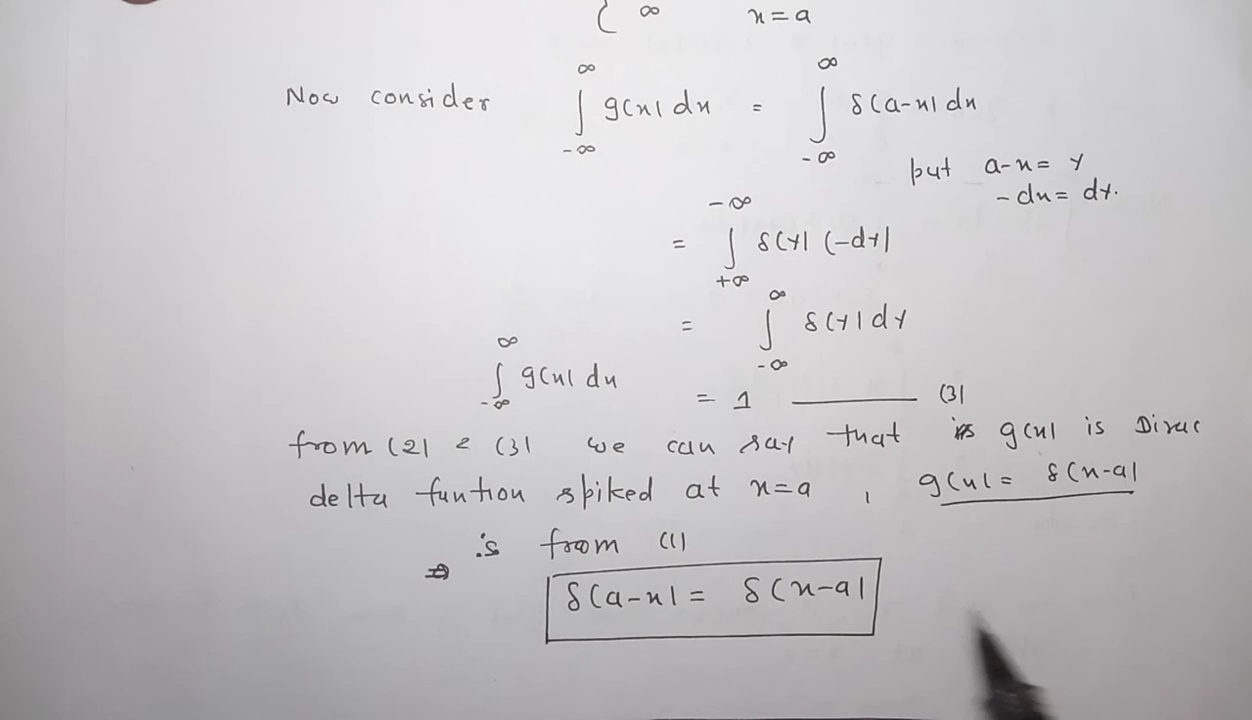 { ∞ x = a
Now consider ∫_{-∞}^{∞} g(x) dx = ∫_{-∞}^{∞} δ(a-x) dx
put a-x = y
-dx = dy.
= ∫_{+∞}^{-∞} δ(y) (-dy)
= ∫_{-∞}^{∞} δ(y) dy
∫_{-∞}^{∞} g(x) dx = 1 ——— (3)
from (2) & (3) we can say that g(x) is Dirac
delta funtion spiked at x=a , g(x) = δ(x-a)
∴ from (1)
δ(a-x) = δ(x-a)